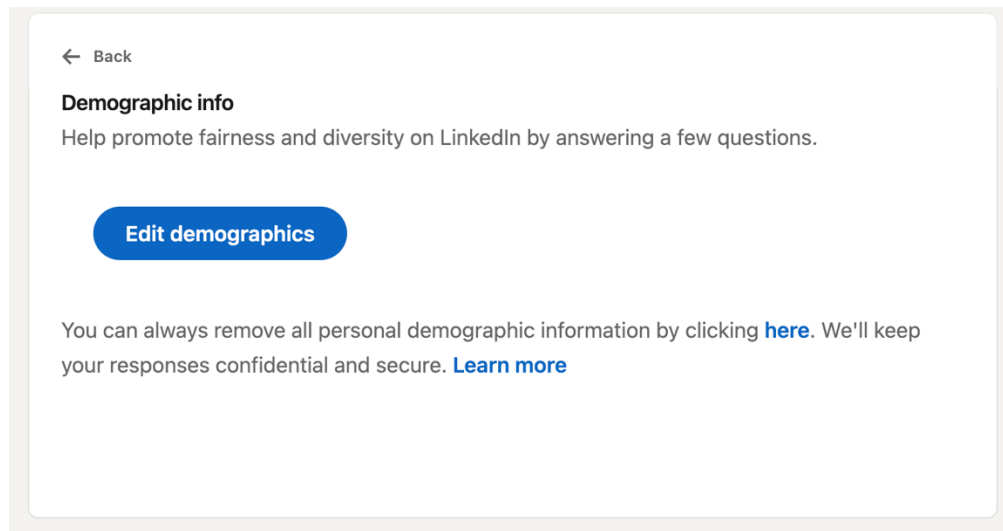 Back
Demographic info
Help promote fairness and diversity on LinkedIn by answering a few questions.
Edit demographics
You can always remove all personal demographic information by clicking here. We'll keep
your responses confidential and secure. Learn more